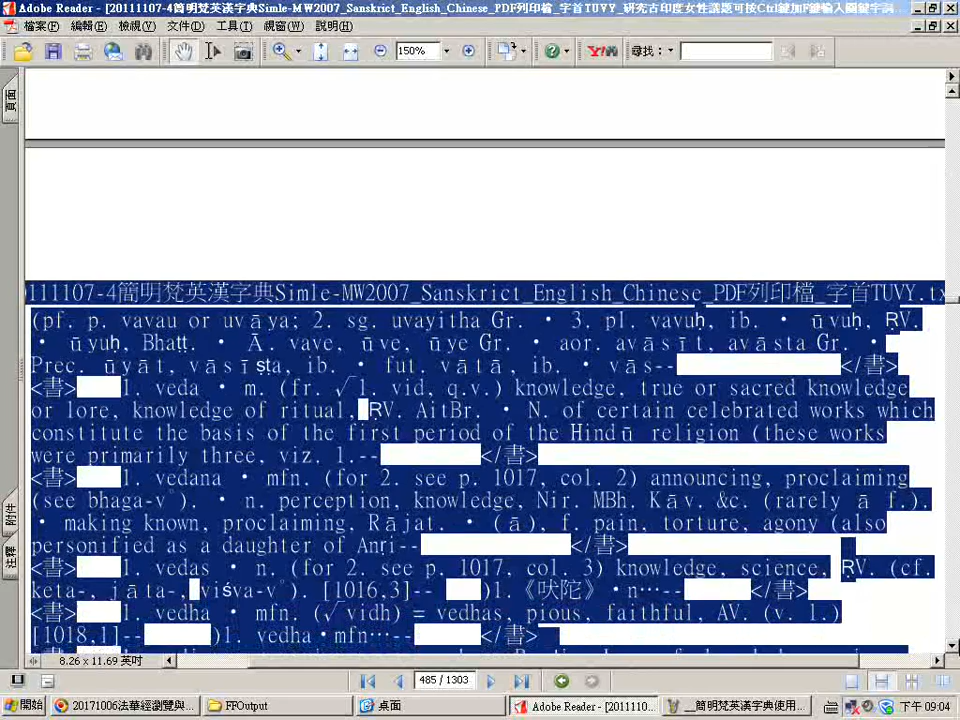 Adobe Reader - [20111107-4簡明梵英漢字典Simle-MW2007_Sanskrict_English_Chinese_PDF列印檔_字首TUVY_研究古印度女性議題可按Ctrl鍵加F鍵輸入關鍵字詞
檔案(F) 編輯(E) 檢視(V) 文件(D) 工具(T) 視窗(W) 說明(H)
150% 尋找:
頁面
附件
註釋
0111107-4簡明梵英漢字典Simle-MW2007_Sanskrict_English_Chinese_PDF列印檔_字首TUVY.tx
(pf. p. vavau or uvāya; 2. sg. uvayitha Gr. • 3. pl. vavuḥ, ib. • ūvuḥ, ṚV.
• ūyuḥ, Bhaṭṭ. • Ā. vave, ūve, ūye Gr. • aor. avāsīt, avāsta Gr. •
Prec. ūyāt, vāsīṣṭa, ib. • fut. vātā, ib. • vās-- </書>
<書> 1. veda • m. (fr. √1. vid, q.v.) knowledge, true or sacred knowledge
or lore, knowledge of ritual, ṚV. AitBr. • N. of certain celebrated works which
constitute the basis of the first period of the Hindū religion (these works
were primarily three, viz. 1.-- </書>
<書> 1. vedana • mfn. (for 2. see p. 1017, col. 2) announcing, proclaiming
(see bhaga-v°). • n. perception, knowledge, Nir. MBh. Kāv. &c. (rarely ā f.).
• making known, proclaiming, Rājat. • (ā), f. pain, torture, agony (also
personified as a daughter of Anṛi-- </書>
<書> 1. vedas • n. (for 2. see p. 1017, col. 3) knowledge, science, ṚV. (cf.
keta-, jāta-, viśva-v°). [1016,3]-- )1.《吠陀》•n…-- </書>
<書> 1. vedha • mfn. (√vidh) = vedhas, pious, faithful, AV. (v. l.)
[1018,1]-- )1. vedha•mfn…-- </書>
8.26 x 11.69 英吋
485 / 1303
開始 20171006法華經瀏覽與... FFOutput 桌面 Adobe Reader - [201110... __簡明梵英字典使用... 下午 09:04